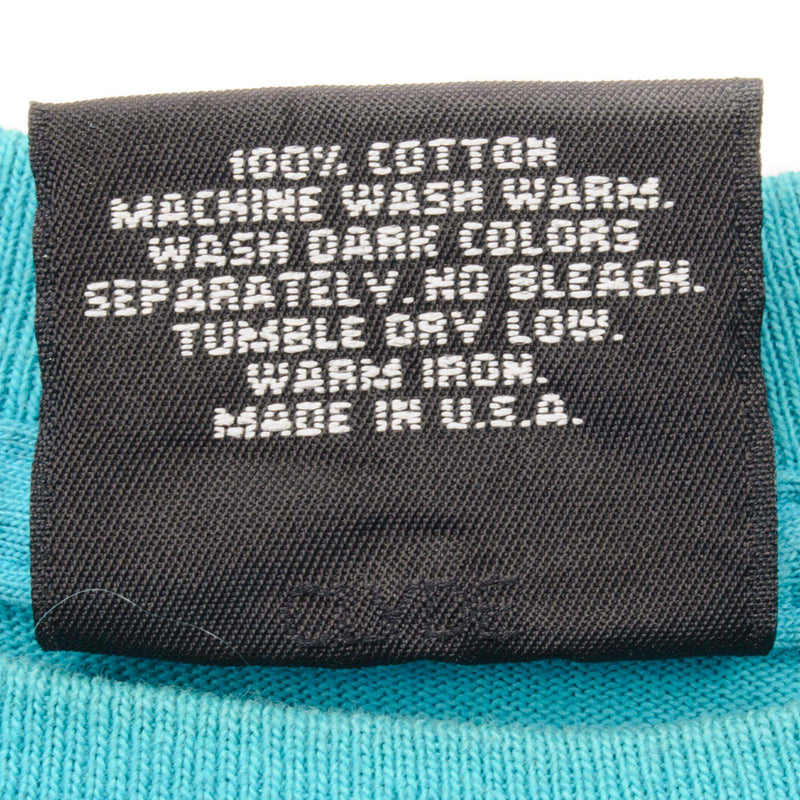 100% COTTON
MACHINE WASH WARM.
WASH DARK COLORS
SEPARATELY. NO BLEACH.
TUMBLE DRY LOW.
WARM IRON.
MADE IN U.S.A.